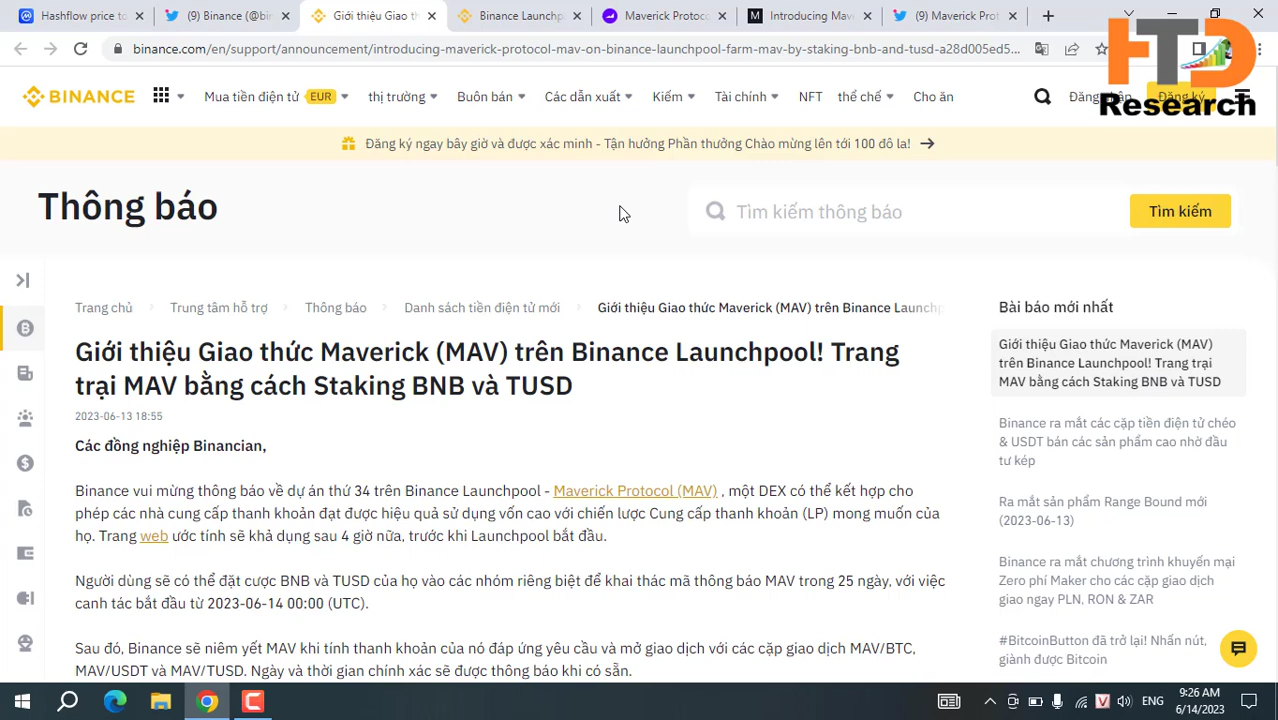 Hashflow price to
(9) Binance (@bin
Giới thiệu Giao th
Binance Launchp
Maverick Protoco
Introducing Mave
(9) Maverick Prot
binance.com/en/support/announcement/introducing-maverick-protocol-mav-on-binance-launchpool-farm-mav-by-staking-bnb-and-tusd-a28d005ed5...
HTD
Research
BINANCE
Mua tiền điện tử EUR
thị trường
Buôn bán
Các dẫn xuất
Kiếm
Tài chính
NFT
thể chế
Cho ăn
Đăng ký
Đăng ký ngay bây giờ và được xác minh - Tận hưởng Phần thưởng Chào mừng lên tới 100 đô la!
Thông báo
Tìm kiếm thông báo
Tìm kiếm
Trang chủ
Trung tâm hỗ trợ
Thông báo
Danh sách tiền điện tử mới
Giới thiệu Giao thức Maverick (MAV) trên Binance Launchp
Giới thiệu Giao thức Maverick (MAV) trên Binance Launchpool! Trang
trại MAV bằng cách Staking BNB và TUSD
2023-06-13 18:55
Các đồng nghiệp Binancian,
Binance vui mừng thông báo về dự án thứ 34 trên Binance Launchpool - Maverick Protocol (MAV) , một DEX có thể kết hợp cho
phép các nhà cung cấp thanh khoản đạt được hiệu quả sử dụng vốn cao với chiến lược Cung cấp thanh khoản (LP) mong muốn của
họ. Trang web ước tính sẽ khả dụng sau 4 giờ nữa, trước khi Launchpool bắt đầu.
Người dùng sẽ có thể đặt cược BNB và TUSD của họ vào các nhóm riêng biệt để khai thác mã thông báo MAV trong 25 ngày, với việc
canh tác bắt đầu từ 2023-06-14 00:00 (UTC).
Sau đó, Binance sẽ niêm yết MAV khi tính thanh khoản của nó đáp ứng yêu cầu và mở giao dịch với các cặp giao dịch MAV/BTC,
MAV/USDT và MAV/TUSD. Ngày và thời gian chính xác sẽ được thông báo khi có sẵn.
Bài báo mới nhất
Giới thiệu Giao thức Maverick (MAV)
trên Binance Launchpool! Trang trại
MAV bằng cách Staking BNB và TUSD
Binance ra mắt các cặp tiền điện tử chéo
& USDT bán các sản phẩm cao nhờ đầu
tư kép
Ra mắt sản phẩm Range Bound mới
(2023-06-13)
Binance ra mắt chương trình khuyến mại
Zero phí Maker cho các cặp giao dịch
giao ngay PLN, RON & ZAR
#BitcoinButton đã trở lại! Nhấn nút,
giành được Bitcoin
ENG
9:26 AM
6/14/2023